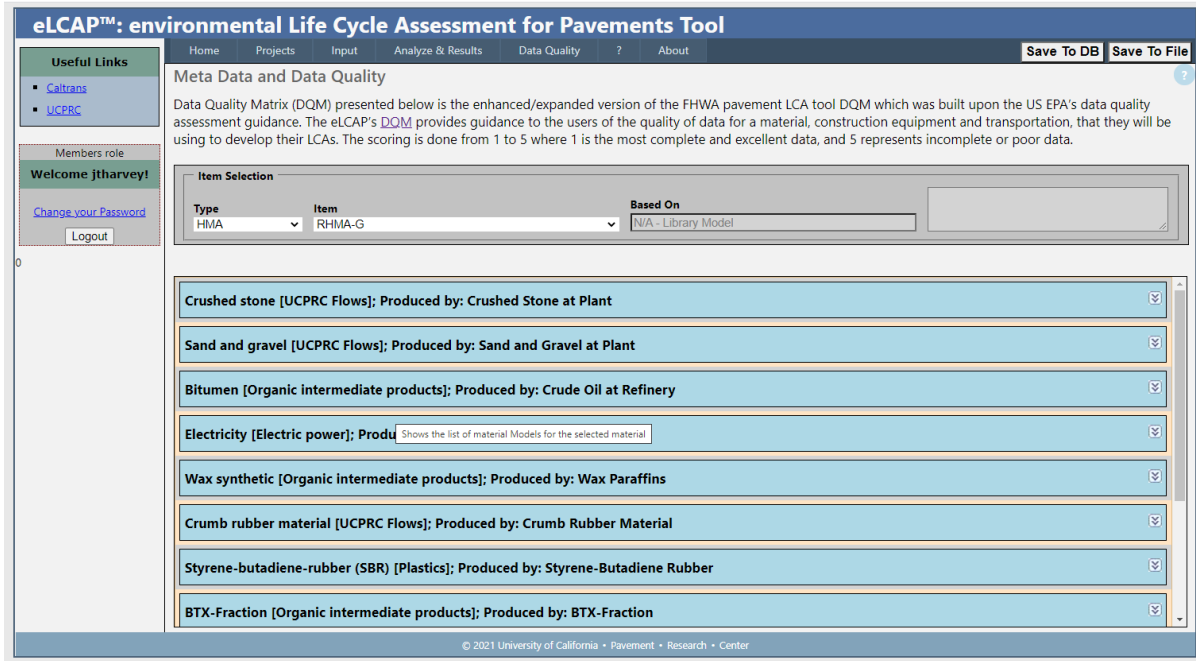 eLCAP™: environmental Life Cycle Assessment for Pavements Tool
Home Projects Input Analyze & Results Data Quality ? About
Save To DB Save To File
Useful Links
Caltrans
UCPRC
Members role
Welcome jtharvey!
Change your Password
Logout
0
Meta Data and Data Quality
?
Data Quality Matrix (DQM) presented below is the enhanced/expanded version of the FHWA pavement LCA tool DQM which was built upon the US EPA's data quality
assessment guidance. The eLCAP's DQM provides guidance to the users of the quality of data for a material, construction equipment and transportation, that they will be
using to develop their LCAs. The scoring is done from 1 to 5 where 1 is the most complete and excellent data, and 5 represents incomplete or poor data.
Item Selection
Type Item Based On
HMA RHMA-G N/A - Library Model
Crushed stone [UCPRC Flows]; Produced by: Crushed Stone at Plant
Sand and gravel [UCPRC Flows]; Produced by: Sand and Gravel at Plant
Bitumen [Organic intermediate products]; Produced by: Crude Oil at Refinery
Electricity [Electric power]; Produ
Shows the list of material Models for the selected material
Wax synthetic [Organic intermediate products]; Produced by: Wax Paraffins
Crumb rubber material [UCPRC Flows]; Produced by: Crumb Rubber Material
Styrene-butadiene-rubber (SBR) [Plastics]; Produced by: Styrene-Butadiene Rubber
BTX-Fraction [Organic intermediate products]; Produced by: BTX-Fraction
© 2021 University of California • Pavement • Research • Center